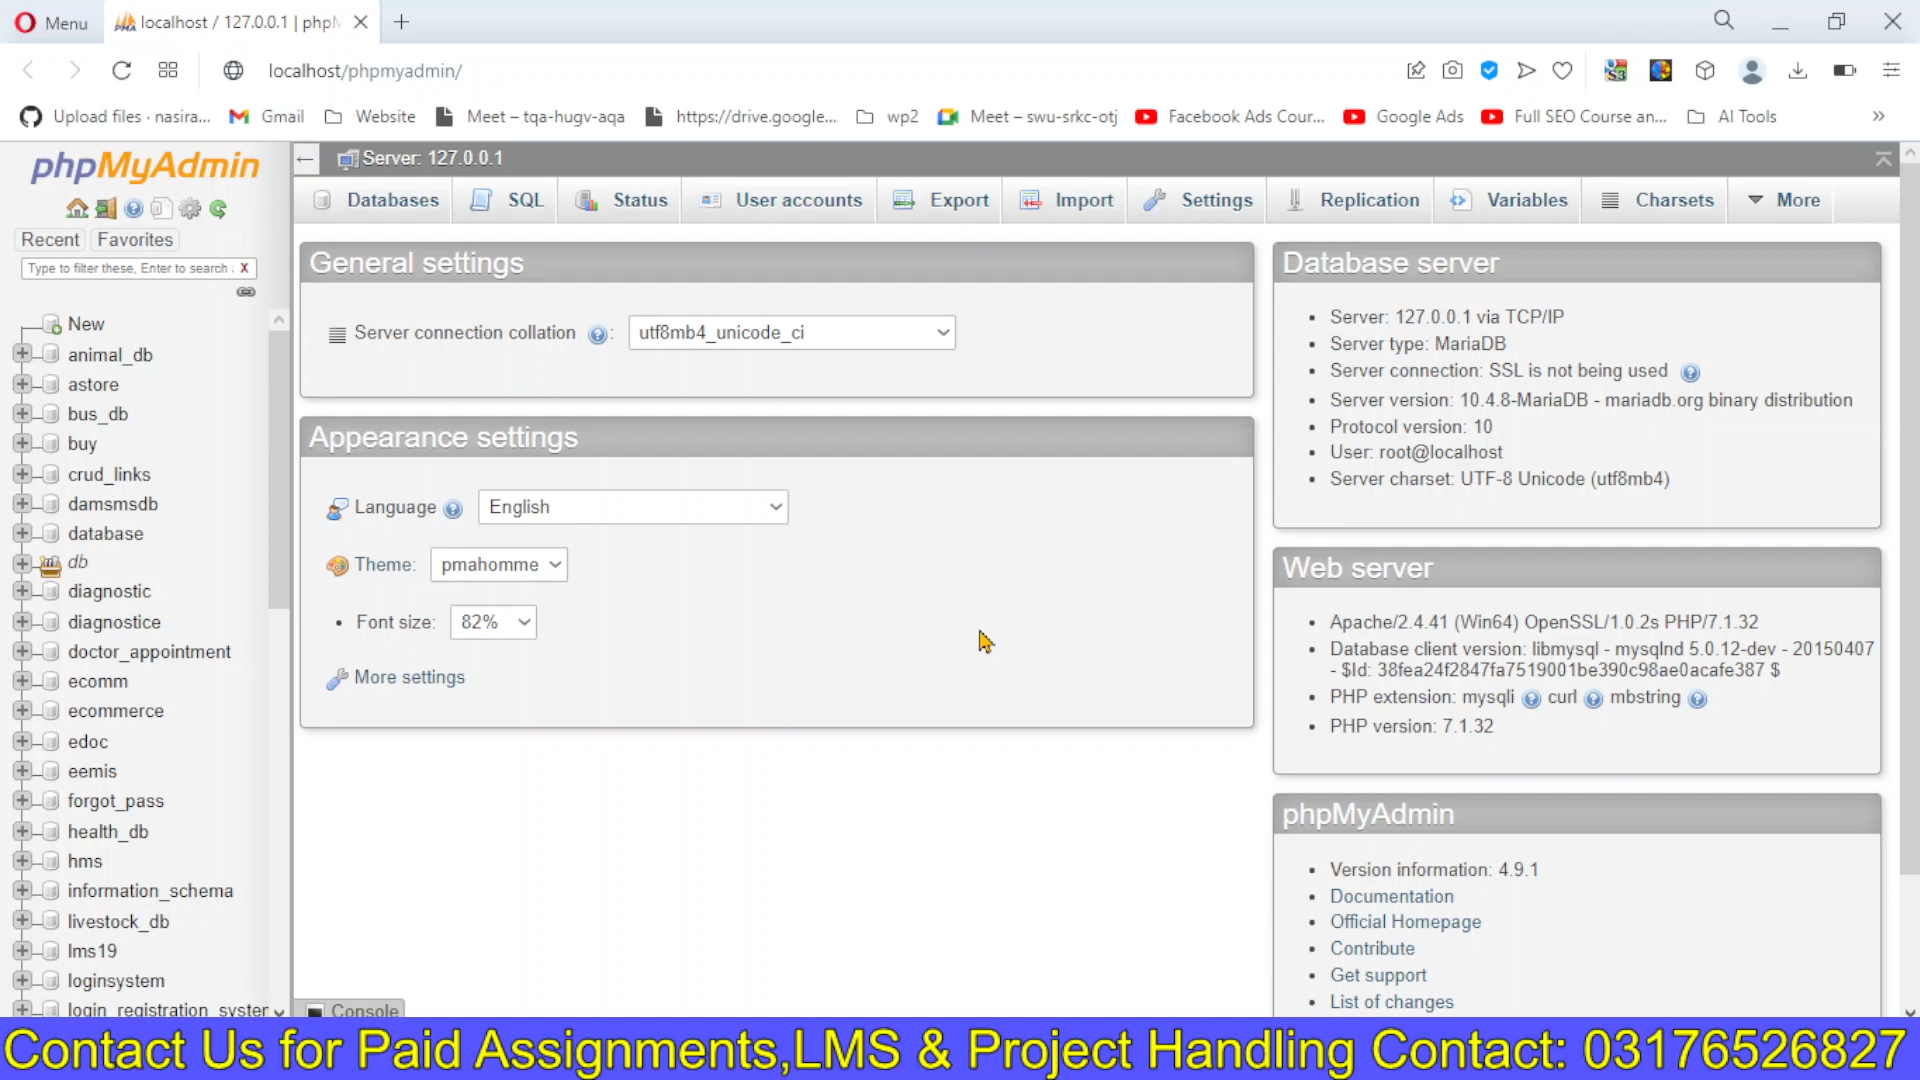 Menu
localhost / 127.0.0.1 | phpM
localhost/phpmyadmin/
Upload files · nasira...
Gmail
Website
Meet – tqa-hugv-aqa
https://drive.google...
wp2
Meet – swu-srkc-otj
Facebook Ads Cour...
Google Ads
Full SEO Course an...
AI Tools
»
phpMyAdmin
Recent
Favorites
Type to filter these, Enter to search
X
New
animal_db
astore
bus_db
buy
crud_links
damsmsdb
database
db
diagnostic
diagnostice
doctor_appointment
ecomm
ecommerce
edoc
eemis
forgot_pass
health_db
hms
information_schema
livestock_db
lms19
loginsystem
login_registration_syster
Server: 127.0.0.1
Databases
SQL
Status
User accounts
Export
Import
Settings
Replication
Variables
Charsets
More
General settings
Server connection collation :
utf8mb4_unicode_ci
Appearance settings
Language
English
Theme:
pmahomme
• Font size:
82%
More settings
Console
Database server
• Server: 127.0.0.1 via TCP/IP
• Server type: MariaDB
• Server connection: SSL is not being used
• Server version: 10.4.8-MariaDB - mariadb.org binary distribution
• Protocol version: 10
• User: root@localhost
• Server charset: UTF-8 Unicode (utf8mb4)
Web server
• Apache/2.4.41 (Win64) OpenSSL/1.0.2s PHP/7.1.32
• Database client version: libmysql - mysqlnd 5.0.12-dev - 20150407
- $Id: 38fea24f2847fa7519001be390c98ae0acafe387 $
• PHP extension: mysqli curl mbstring
• PHP version: 7.1.32
phpMyAdmin
• Version information: 4.9.1
• Documentation
• Official Homepage
• Contribute
• Get support
• List of changes
Contact Us for Paid Assignments,LMS & Project Handling Contact: 03176526827